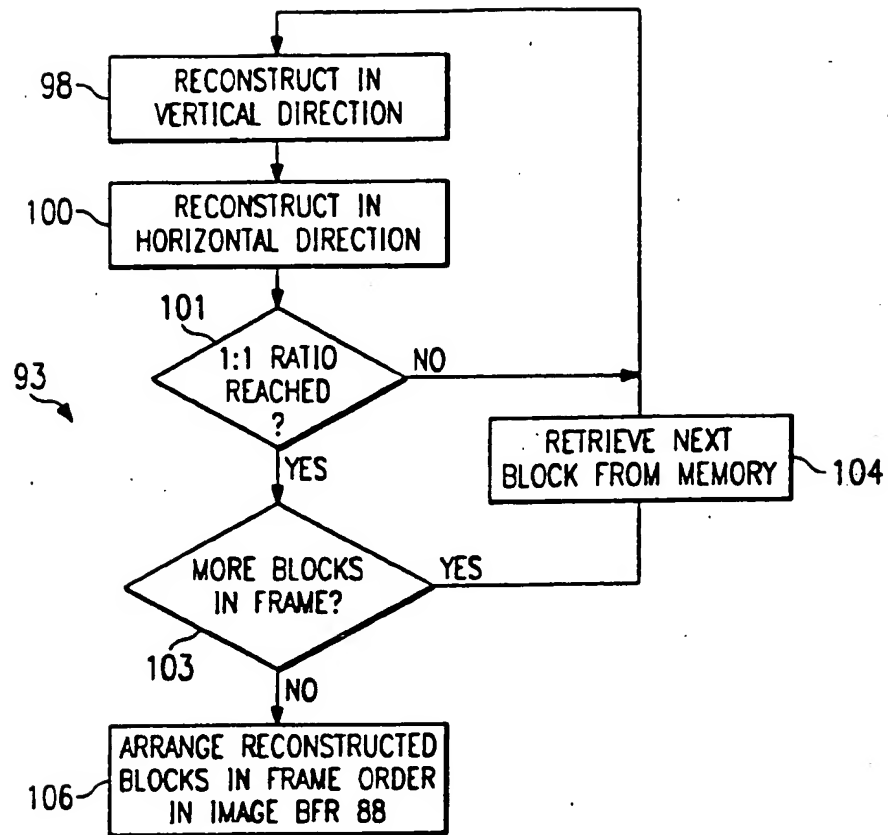 98
RECONSTRUCT IN
VERTICAL DIRECTION
100
RECONSTRUCT IN
HORIZONTAL DIRECTION
101
1:1 RATIO
REACHED
?
NO
93
YES
RETRIEVE NEXT
BLOCK FROM MEMORY
104
MORE BLOCKS
IN FRAME?
YES
103
NO
ARRANGE RECONSTRUCTED
BLOCKS IN FRAME ORDER
IN IMAGE BFR 88
106